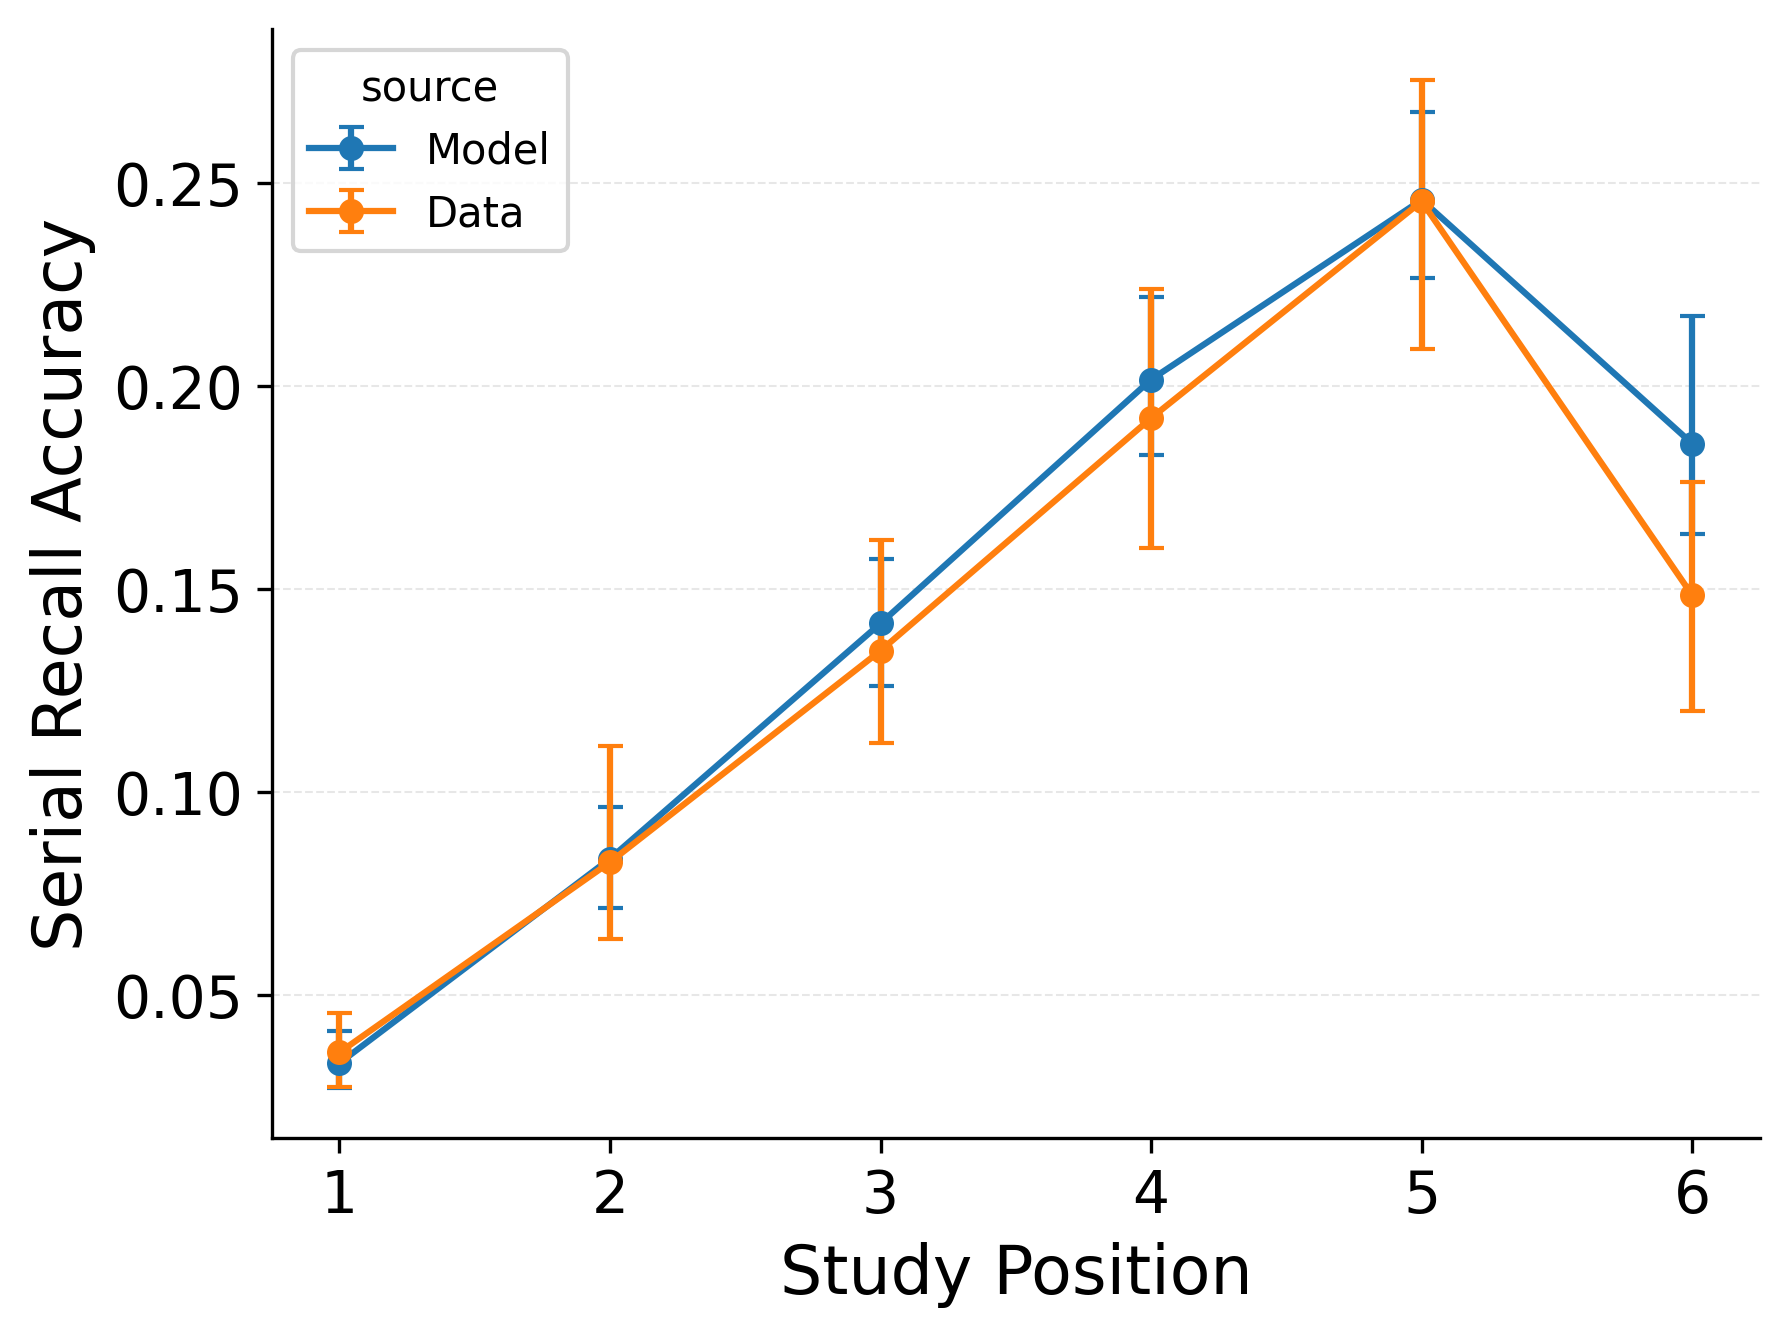 source
Model
Data
Serial Recall Accuracy
0.25
0.20
0.15
0.10
0.05
1 2 3 4 5 6
Study Position